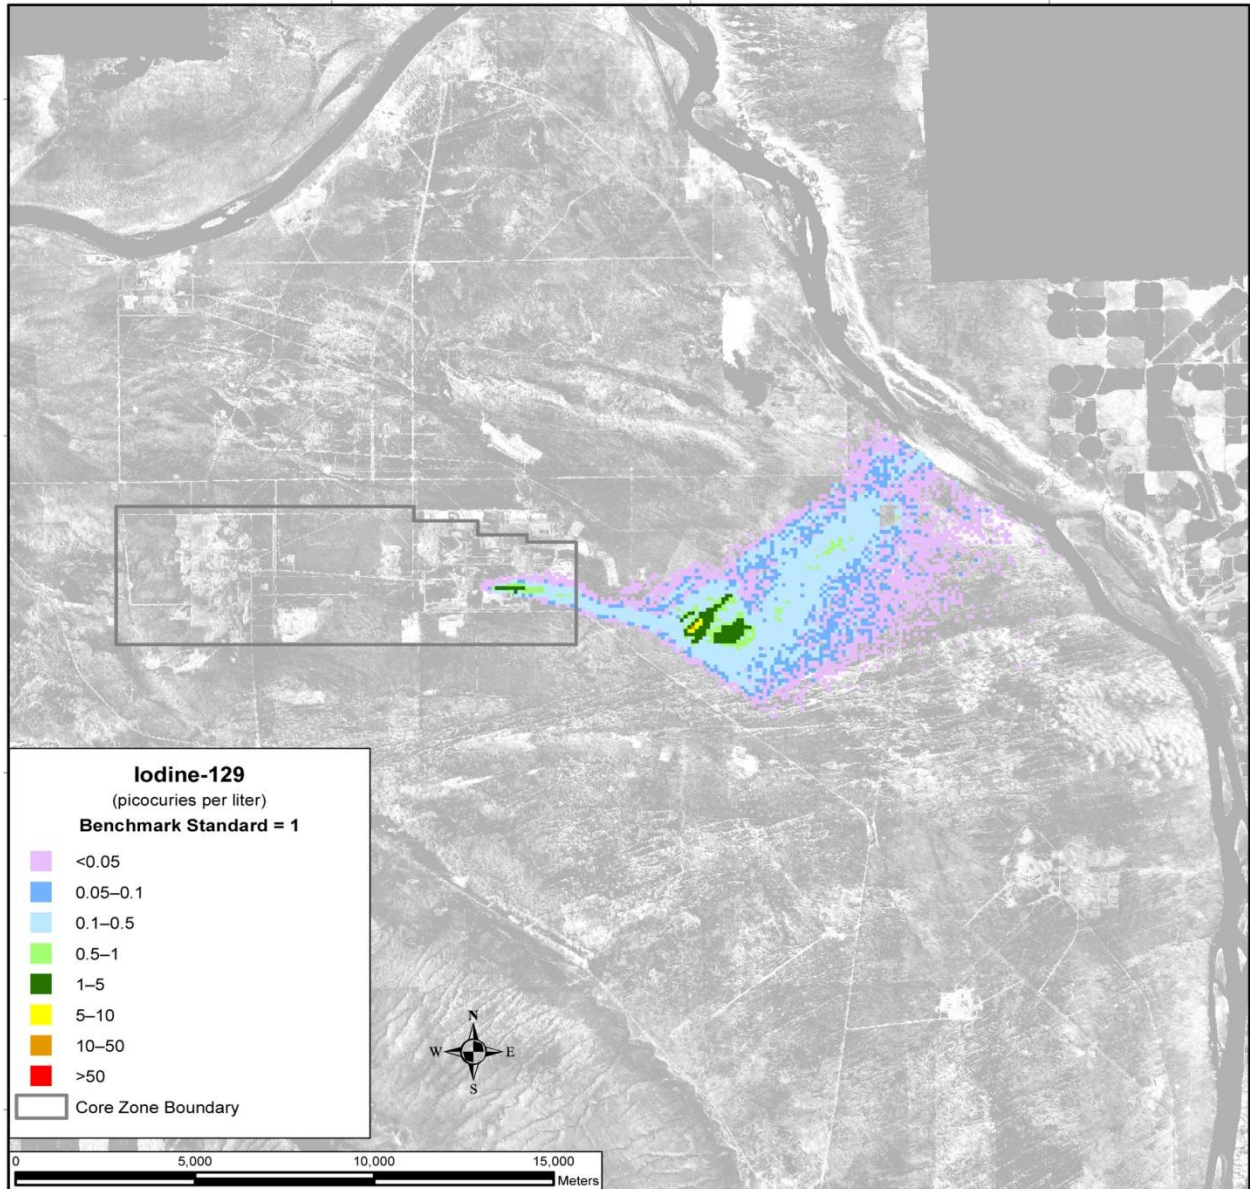 Iodine-129
(picocuries per liter)
Benchmark Standard = 1
<0.05
0.05–0.1
0.1–0.5
0.5–1
1–5
5–10
10–50
>50
Core Zone Boundary
N
W E
S
0 5,000 10,000 15,000
Meters